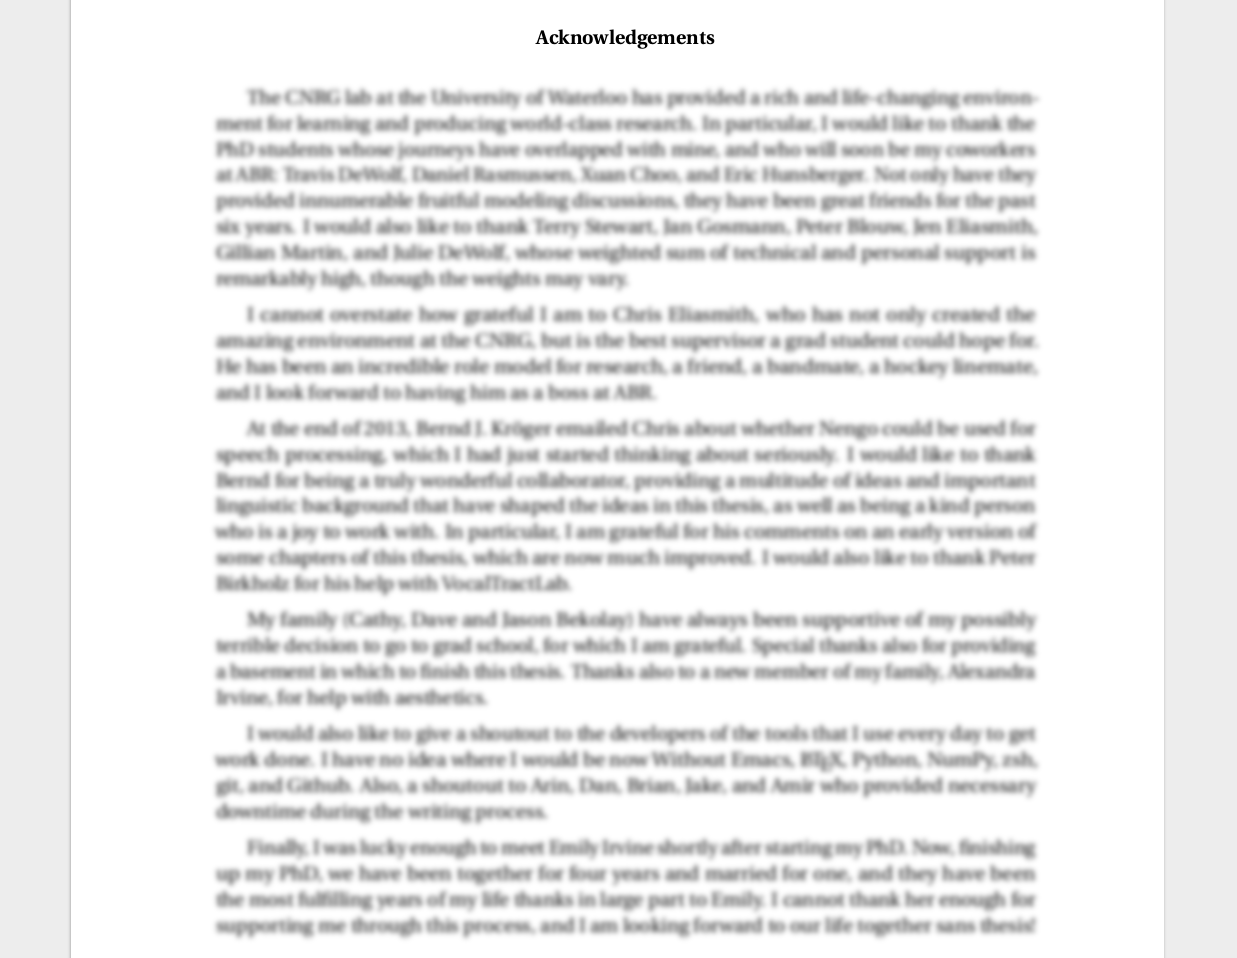 Acknowledgements
The CNRG lab at the University of Waterloo has provided a rich and life-changing environ-
ment for learning and producing world-class research. In particular, I would like to thank the
PhD students whose journeys have overlapped with mine, and who will soon be my coworkers
at ABR: Travis DeWolf, Daniel Rasmussen, Xuan Choo, and Eric Hunsberger. Not only have they
provided innumerable fruitful modeling discussions, they have been great friends for the past
six years. I would also like to thank Terry Stewart, Jan Gosmann, Peter Blouw, Jen Eliasmith,
Gillian Martin, and Julie DeWolf, whose weighted sum of technical and personal support is
remarkably high, though the weights may vary.
I cannot overstate how grateful I am to Chris Eliasmith, who has not only created the
amazing environment at the CNRG, but is the best supervisor a grad student could hope for.
He has been an incredible role model for research, a friend, a bandmate, a hockey linemate,
and I look forward to having him as a boss at ABR.
At the end of 2013, Bernd J. Kröger emailed Chris about whether Nengo could be used for
speech processing, which I had just started thinking about seriously. I would like to thank
Bernd for being a truly wonderful collaborator, providing a multitude of ideas and important
linguistic background that have shaped the ideas in this thesis, as well as being a kind person
who is a joy to work with. In particular, I am grateful for his comments on an early version of
some chapters of this thesis, which are now much improved. I would also like to thank Peter
Birkholz for his help with VocalTractLab.
My family (Cathy, Dave and Jason Bekolay) have always been supportive of my possibly
terrible decision to go to grad school, for which I am grateful. Special thanks also for providing
a basement in which to finish this thesis. Thanks also to a new member of my family, Alexandra
Irvine, for help with aesthetics.
I would also like to give a shoutout to the developers of the tools that I use every day to get
work done. I have no idea where I would be now Without Emacs, LATEX, Python, NumPy, zsh,
git, and Github. Also, a shoutout to Arin, Dan, Brian, Jake, and Amir who provided necessary
downtime during the writing process.
Finally, I was lucky enough to meet Emily Irvine shortly after starting my PhD. Now, finishing
up my PhD, we have been together for four years and married for one, and they have been
the most fulfilling years of my life thanks in large part to Emily. I cannot thank her enough for
supporting me through this process, and I am looking forward to our life together sans thesis!